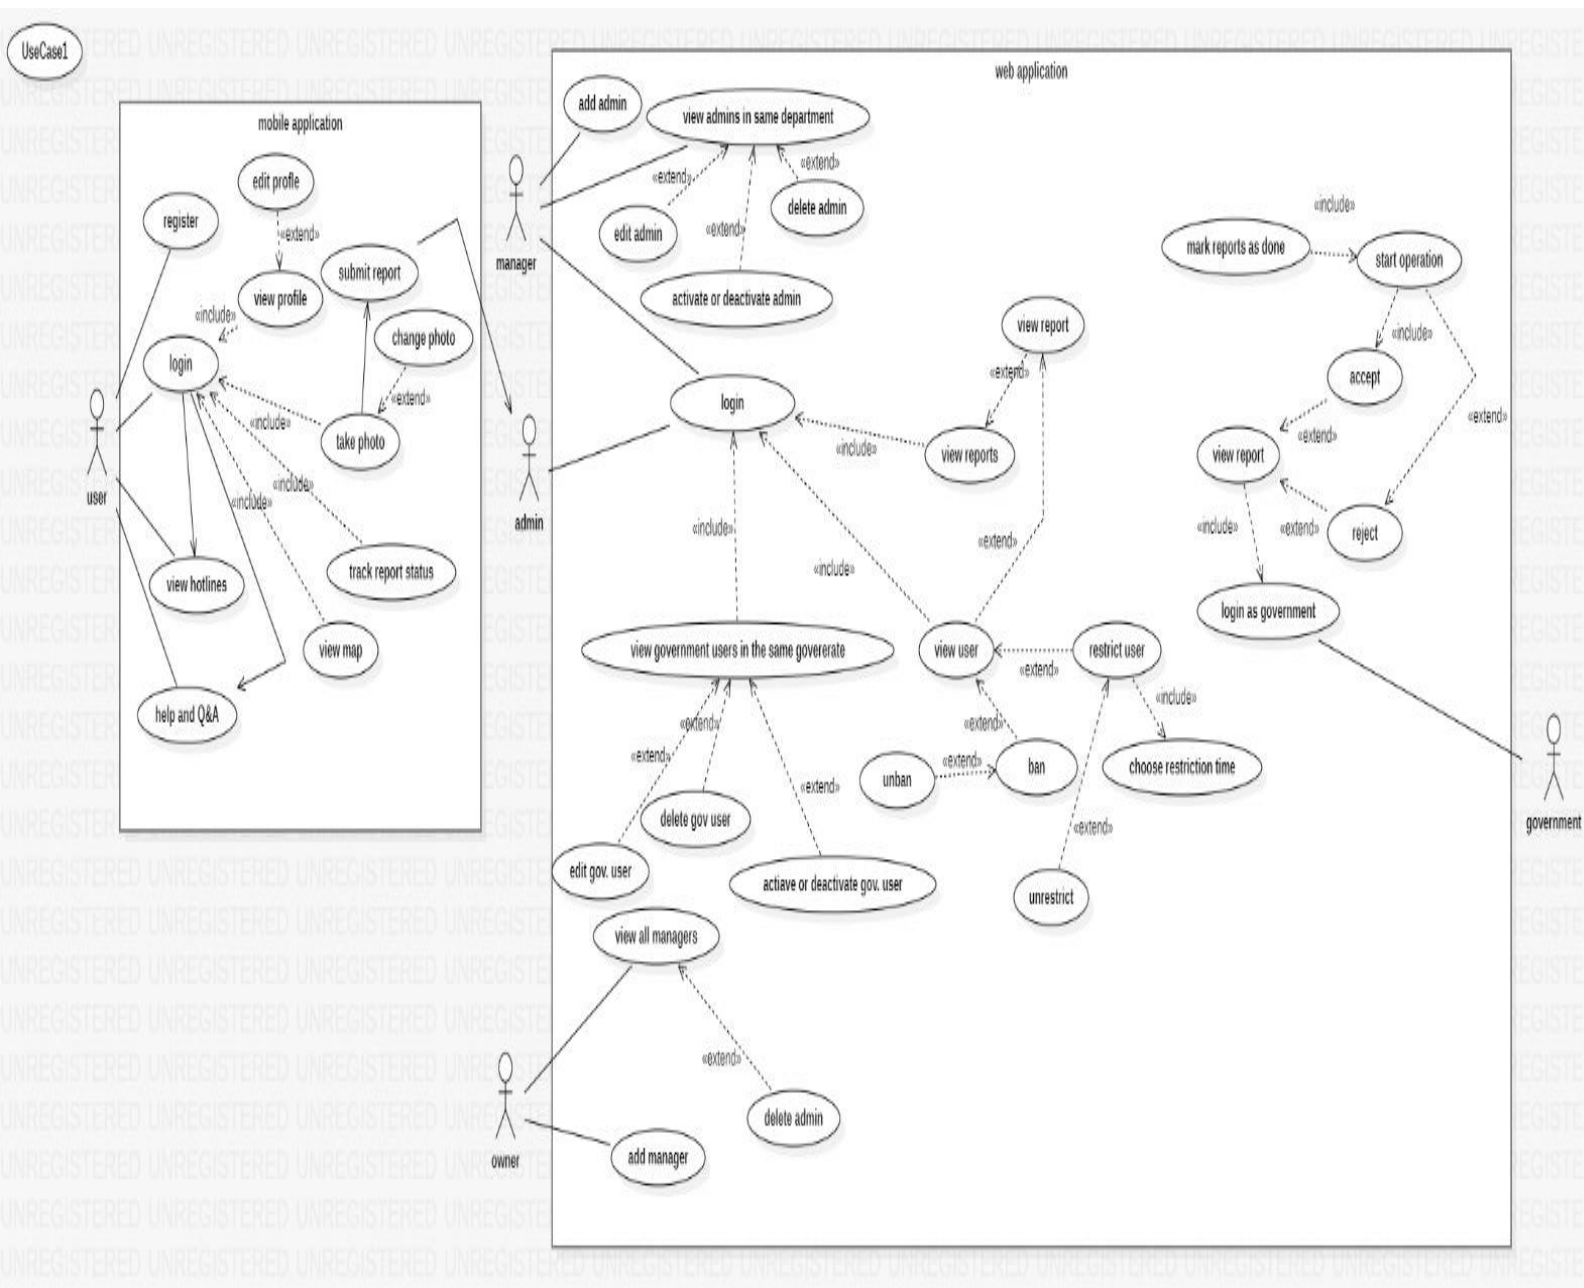 UseCase1
UNREGISTERED UNREGISTERED UNREGISTERED UNREGISTERED
mobile application
edit profle
register
«extend»
submit report
view profile
«include»
change photo
login
«extend»
«include»
take photo
user
«include»
«include»
view hotlines
track report status
view map
help and Q&A
manager
admin
owner
government
web application
add admin
view admins in same department
«extend»
«extend»
delete admin
edit admin
«extend»
activate or deactivate admin
login
view report
«extend»
«include»
view reports
«include»
«extend»
«include»
view government users in the same govererate
view user
«extend»
restrict user
«include»
«extend»
«extend»
«extend»
«extend»
unban
«extend»
ban
choose restriction time
delete gov user
«extend»
edit gov. user
actiave or deactivate gov. user
unrestrict
view all managers
«extend»
delete admin
add manager
«include»
mark reports as done
start operation
«include»
accept
«extend»
«extend»
view report
«include»
«extend»
reject
login as government